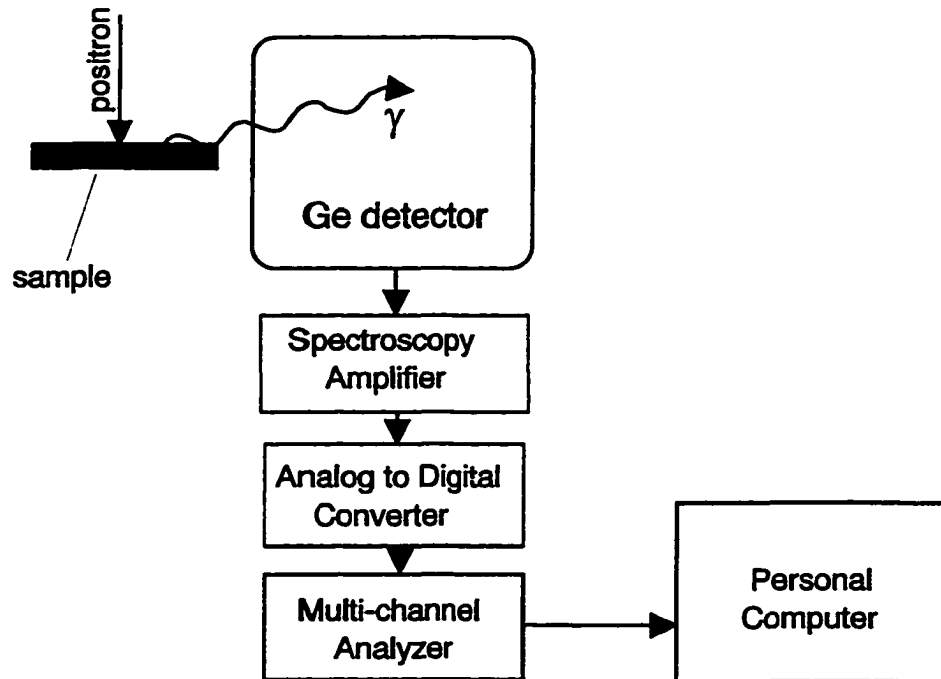 positron
γ
Ge detector
sample
Spectroscopy
Amplifier
Analog to Digital
Converter
Multi-channel
Analyzer
Personal
Computer